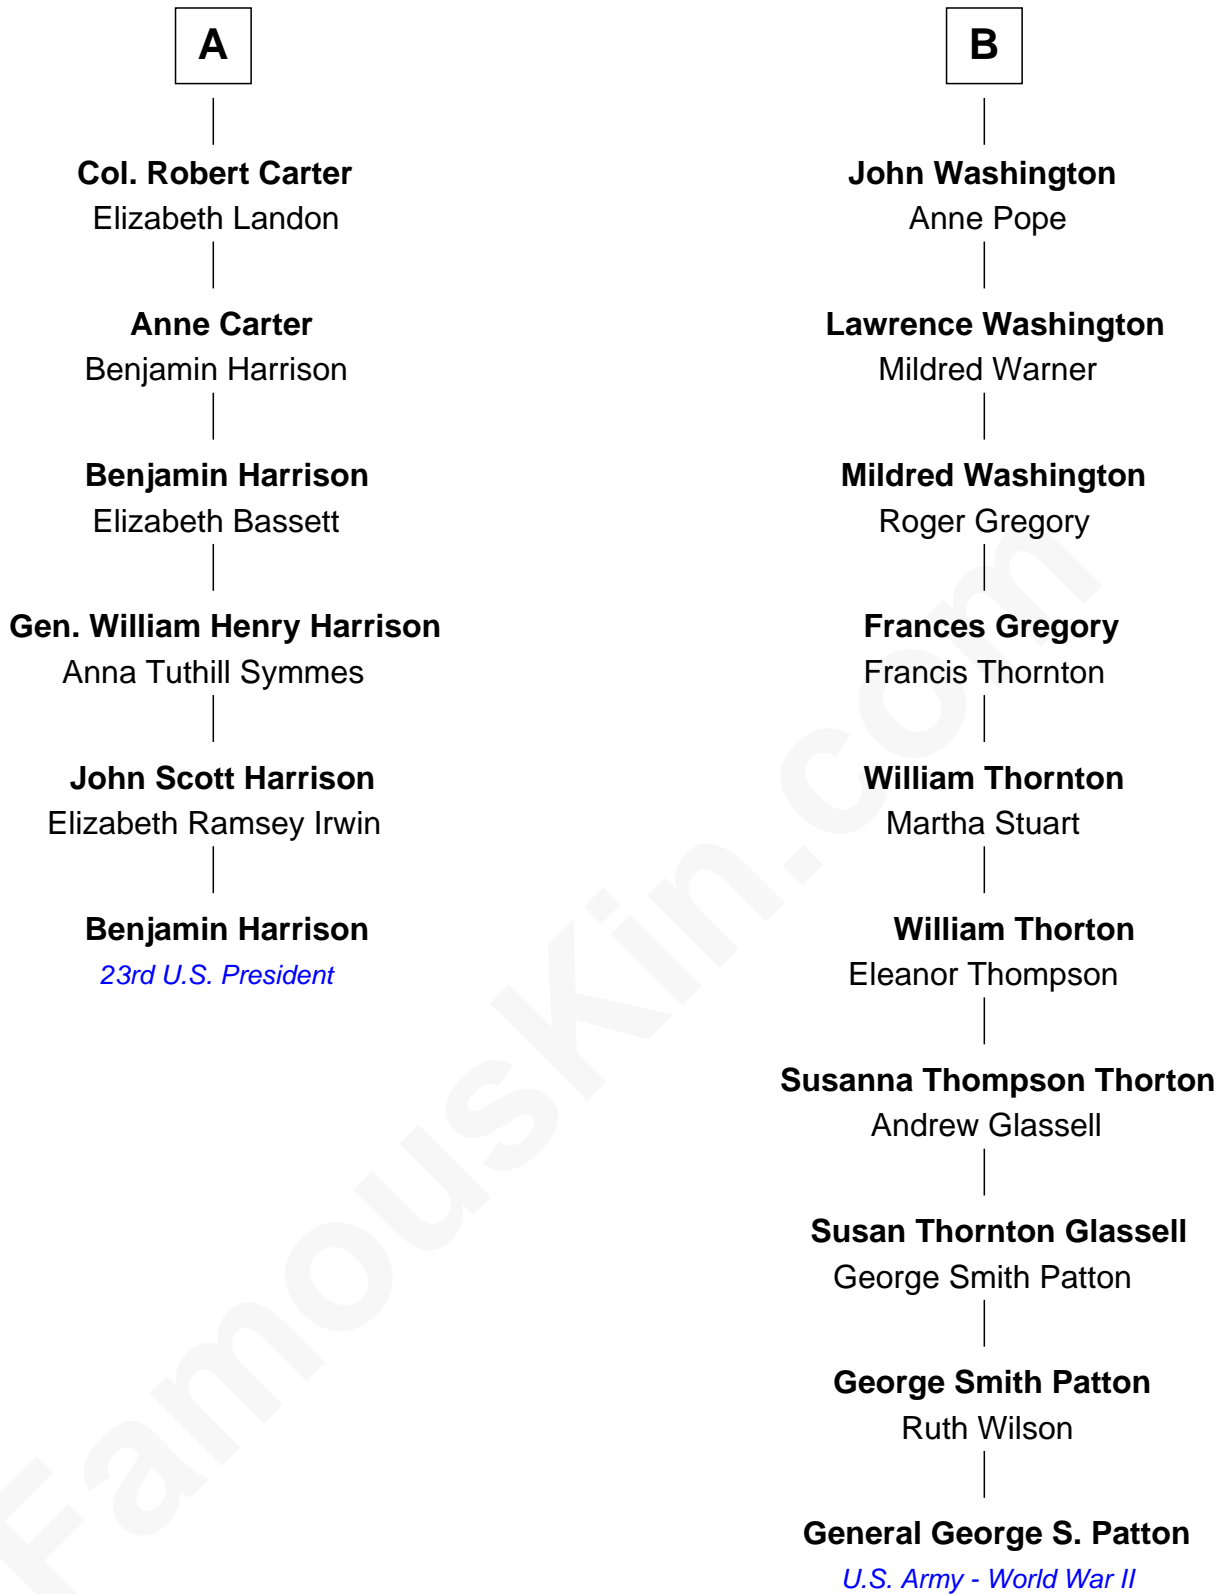 A
Col. Robert Carter
Elizabeth Landon
Anne Carter
Benjamin Harrison
Benjamin Harrison
Elizabeth Bassett
Gen. William Henry Harrison
Anna Tuthill Symmes
John Scott Harrison
Elizabeth Ramsey Irwin
Benjamin Harrison
23rd U.S. President
B
John Washington
Anne Pope
Lawrence Washington
Mildred Warner
Mildred Washington
Roger Gregory
Frances Gregory
Francis Thornton
William Thornton
Martha Stuart
William Thorton
Eleanor Thompson
Susanna Thompson Thorton
Andrew Glassell
Susan Thornton Glassell
George Smith Patton
George Smith Patton
Ruth Wilson
General George S. Patton
U.S. Army - World War II
FamousKin.com